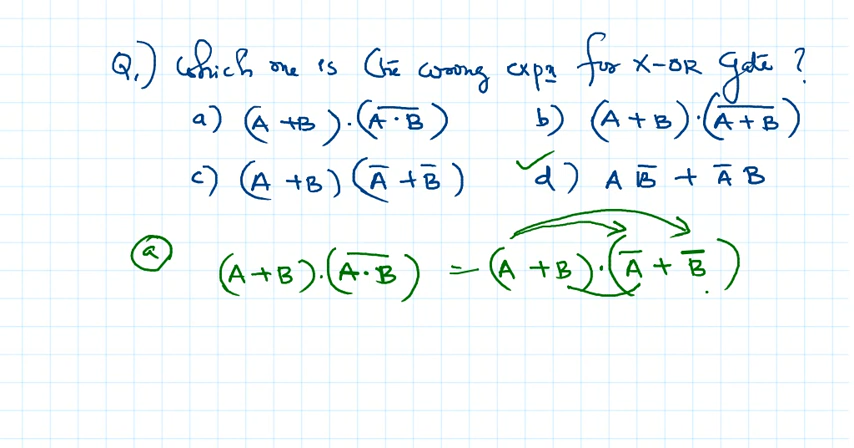 Q.) Which one is the wrong expn for X-OR Gate ?
a) (A + B) · (A̅ ̅·̅ ̅B̅) b) (A + B) · (A̅ ̅+̅ ̅B̅)
c) (A + B) (A̅ + B̅) ✓ d) A B̅ + A̅ B
(a) (A + B) · (A̅ ̅·̅ ̅B̅) = (A + B) · (A̅ + B̅)